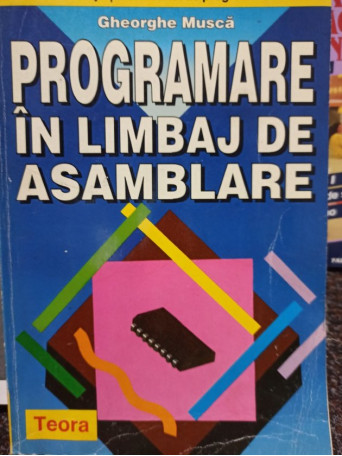 Gheorghe Muscă
PROGRAMARE
ÎN LIMBAJ DE
ASAMBLARE
Teora